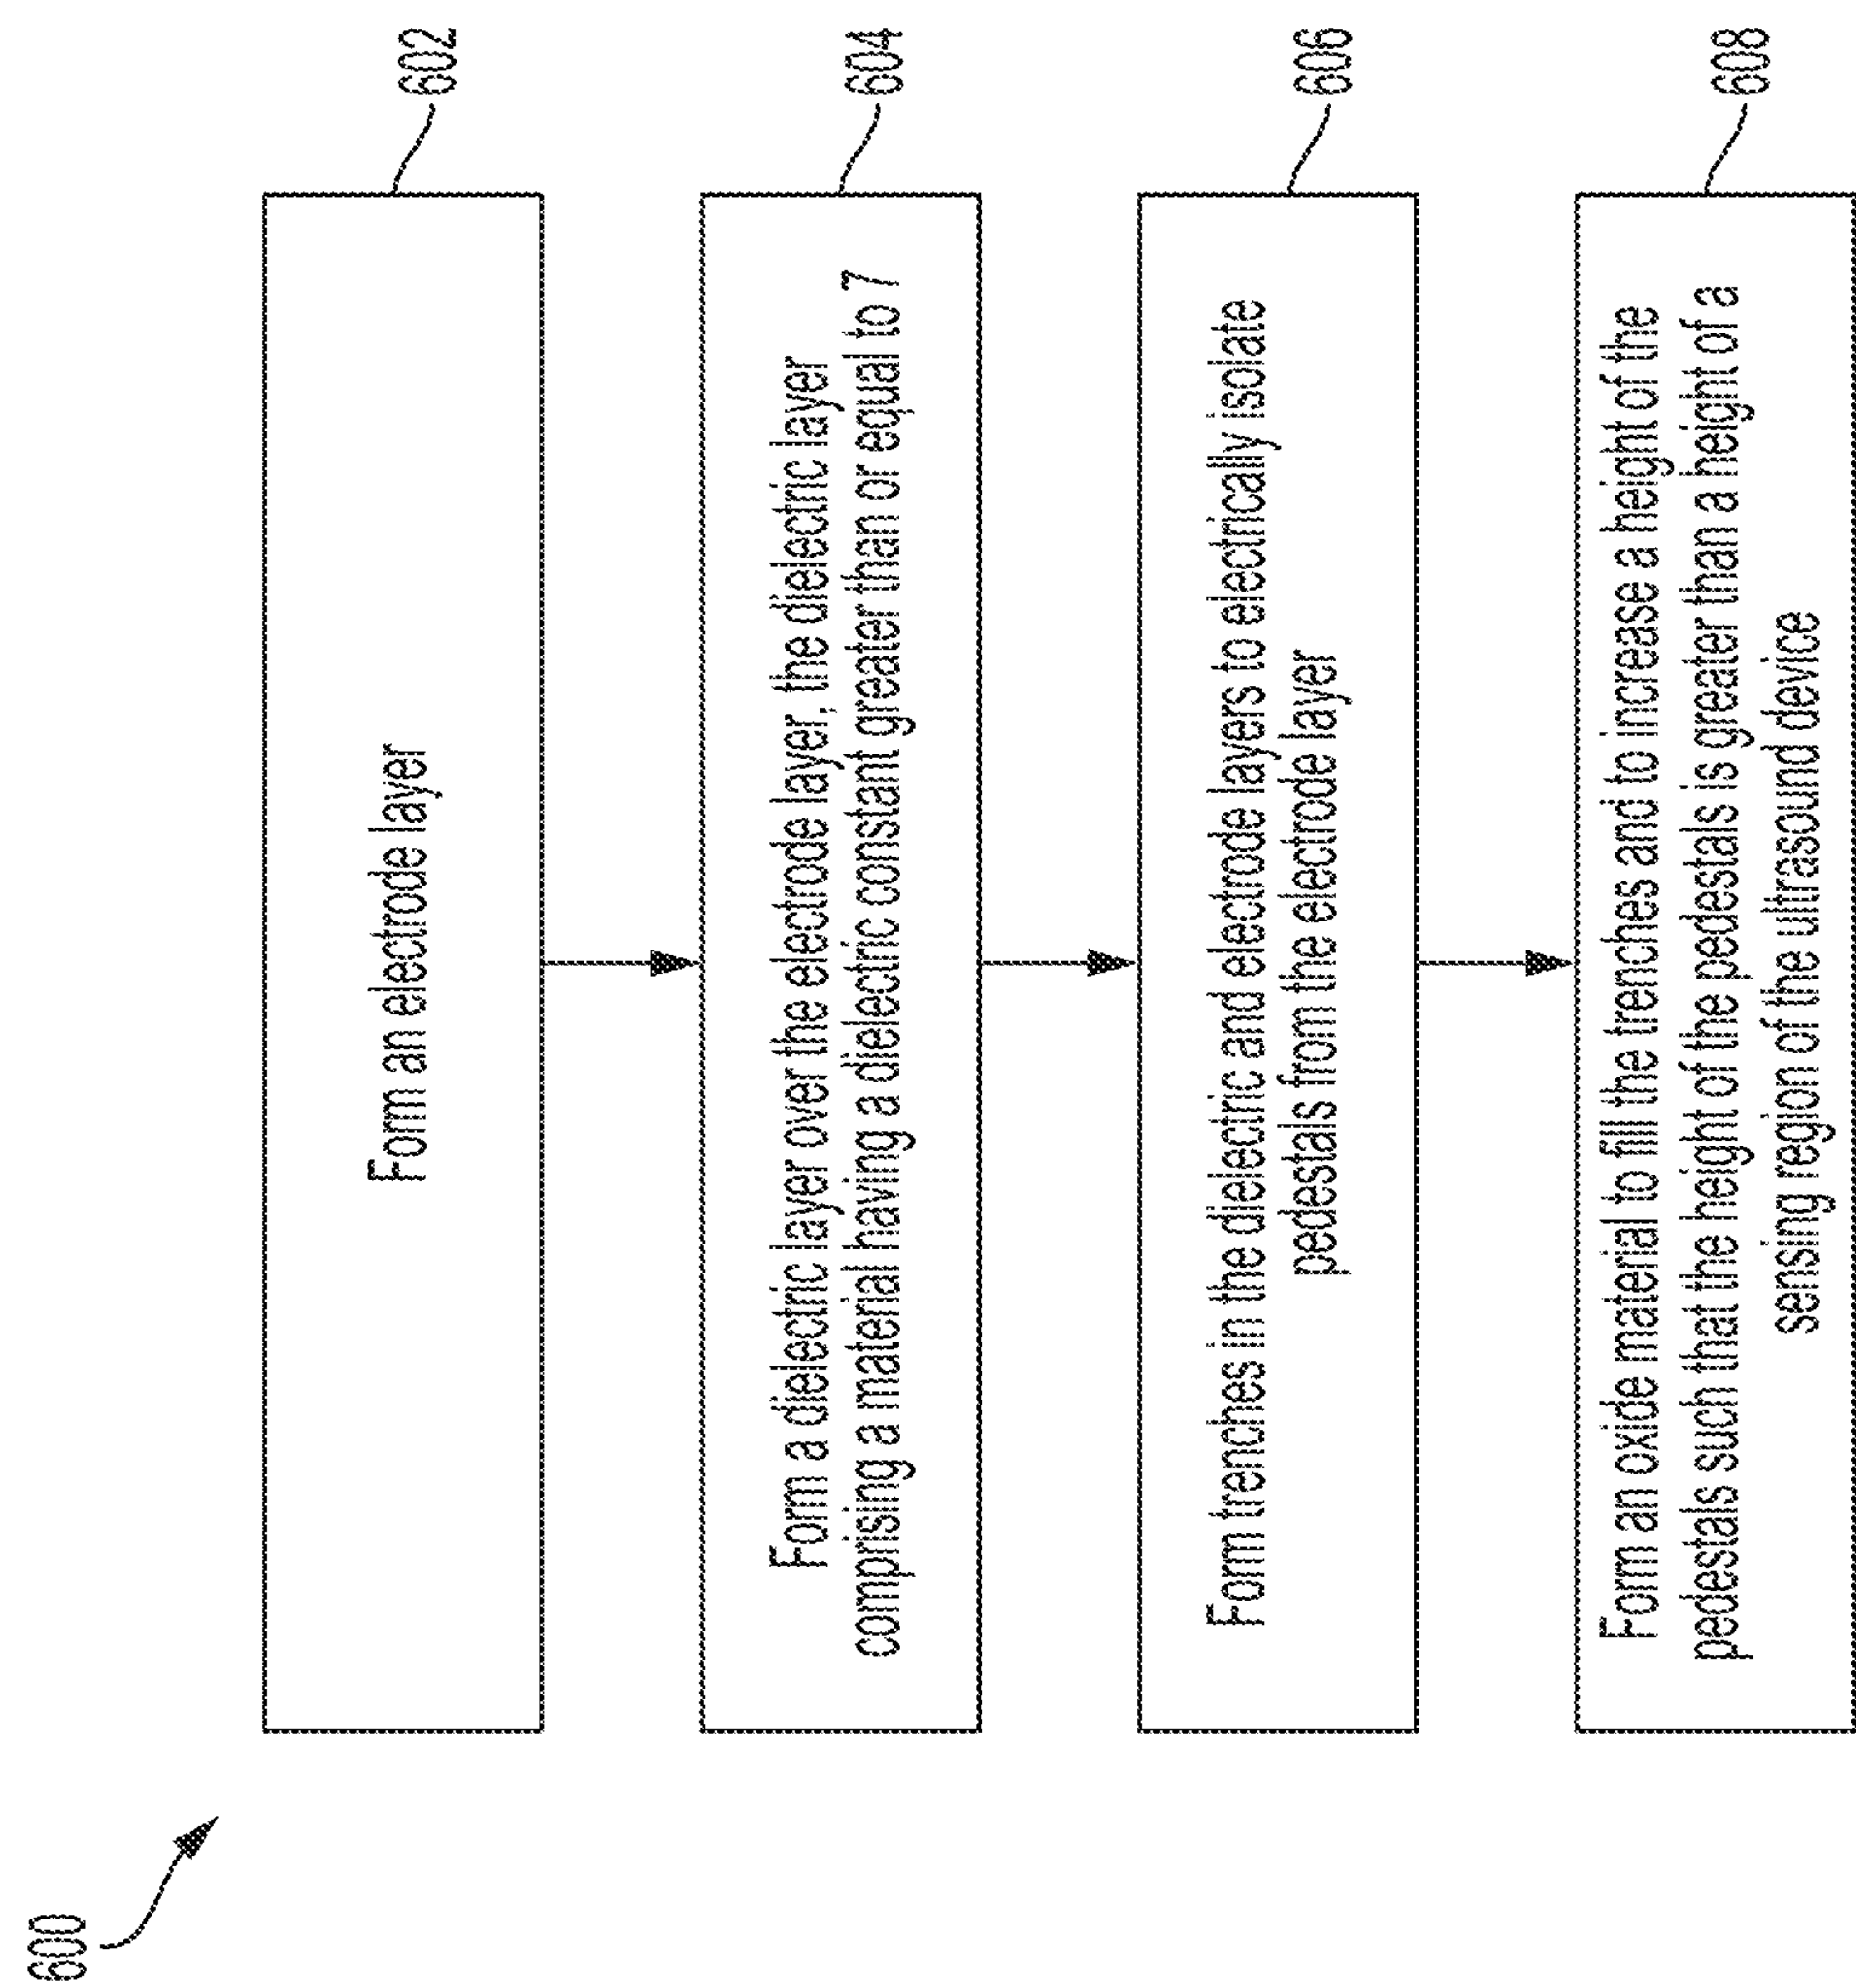 600
Form an electrode layer
602
Form a dielectric layer over the electrode layer, the dielectric layer
comprising a material having a dielectric constant greater than or equal to 7
604
Form trenches in the dielectric and electrode layers to electrically isolate
pedestals from the electrode layer
606
Form an oxide material to fill the trenches and to increase a height of the
pedestals such that the height of the pedestals is greater than a height of a
sensing region of the ultrasound device
608